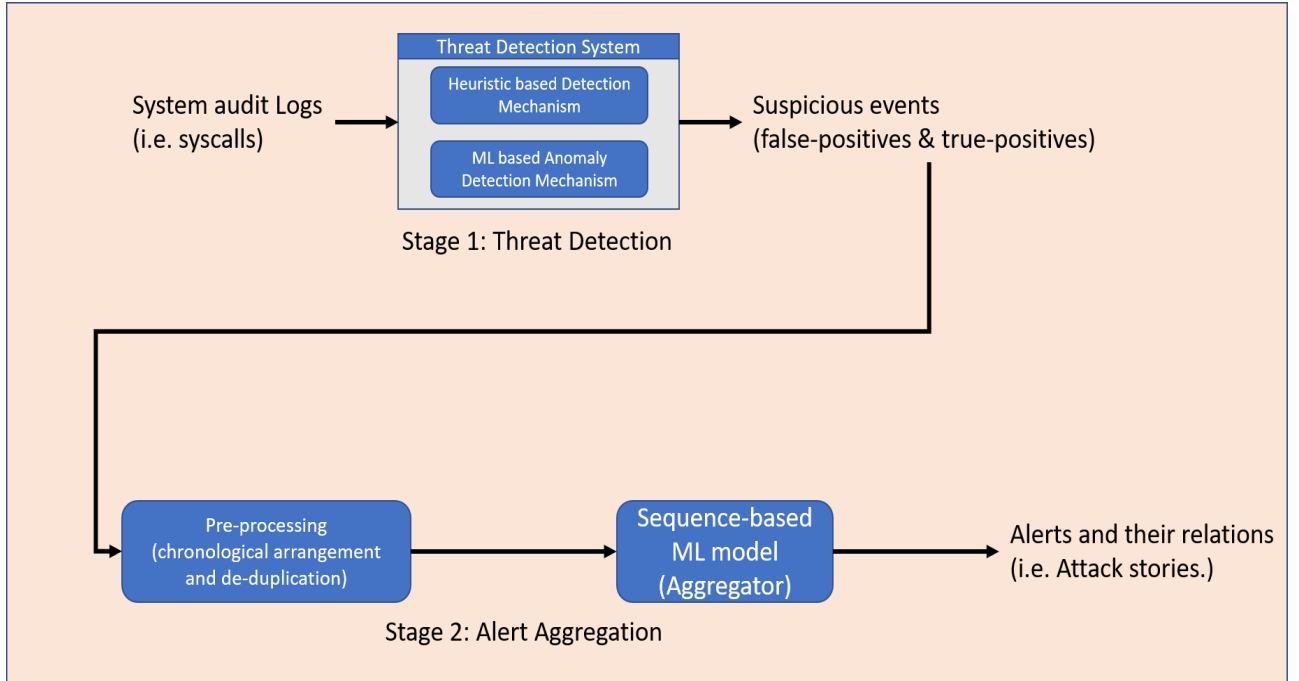 Threat Detection System
Heuristic based Detection
Mechanism
ML based Anomaly
Detection Mechanism
System audit Logs
(i.e. syscalls)
Suspicious events
(false-positives & true-positives)
Stage 1: Threat Detection
Pre-processing
(chronological arrangement
and de-duplication)
Sequence-based
ML model
(Aggregator)
Alerts and their relations
(i.e. Attack stories.)
Stage 2: Alert Aggregation